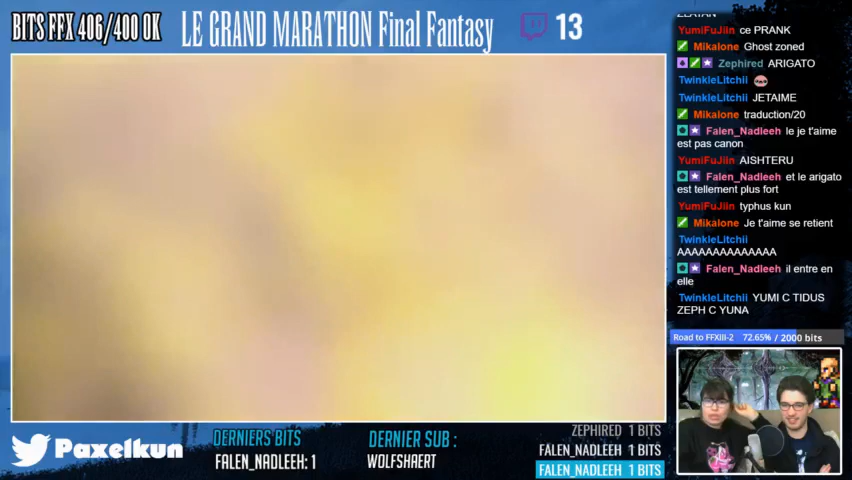 BITS FFX 406/400 OK
LE GRAND MARATHON Final Fantasy
13
ZLATAN
YumiFuJiin ce PRANK
Mikalone Ghost zoned
Zephired ARIGATO
TwinkleLitchii
TwinkleLitchii JETAIME
Mikalone traduction/20
Falen_Nadleeh le je t'aime
est pas canon
YumiFuJiin AISHTERU
Falen_Nadleeh et le arigato
est tellement plus fort
YumiFuJiin typhus kun
Mikalone Je t'aime se retient
TwinkleLitchii
AAAAAAAAAAAAAA
Falen_Nadleeh il entre en
elle
TwinkleLitchii YUMI C TIDUS
ZEPH C YUNA
Road to FFXIII-2 72.65% / 2000 bits
Paxelkun
DERNIERS BITS
FALEN_NADLEEH: 1
DERNIER SUB :
WOLFSHAERT
ZEPHIRED 1 BITS
FALEN_NADLEEH 1 BITS
FALEN_NADLEEH 1 BITS